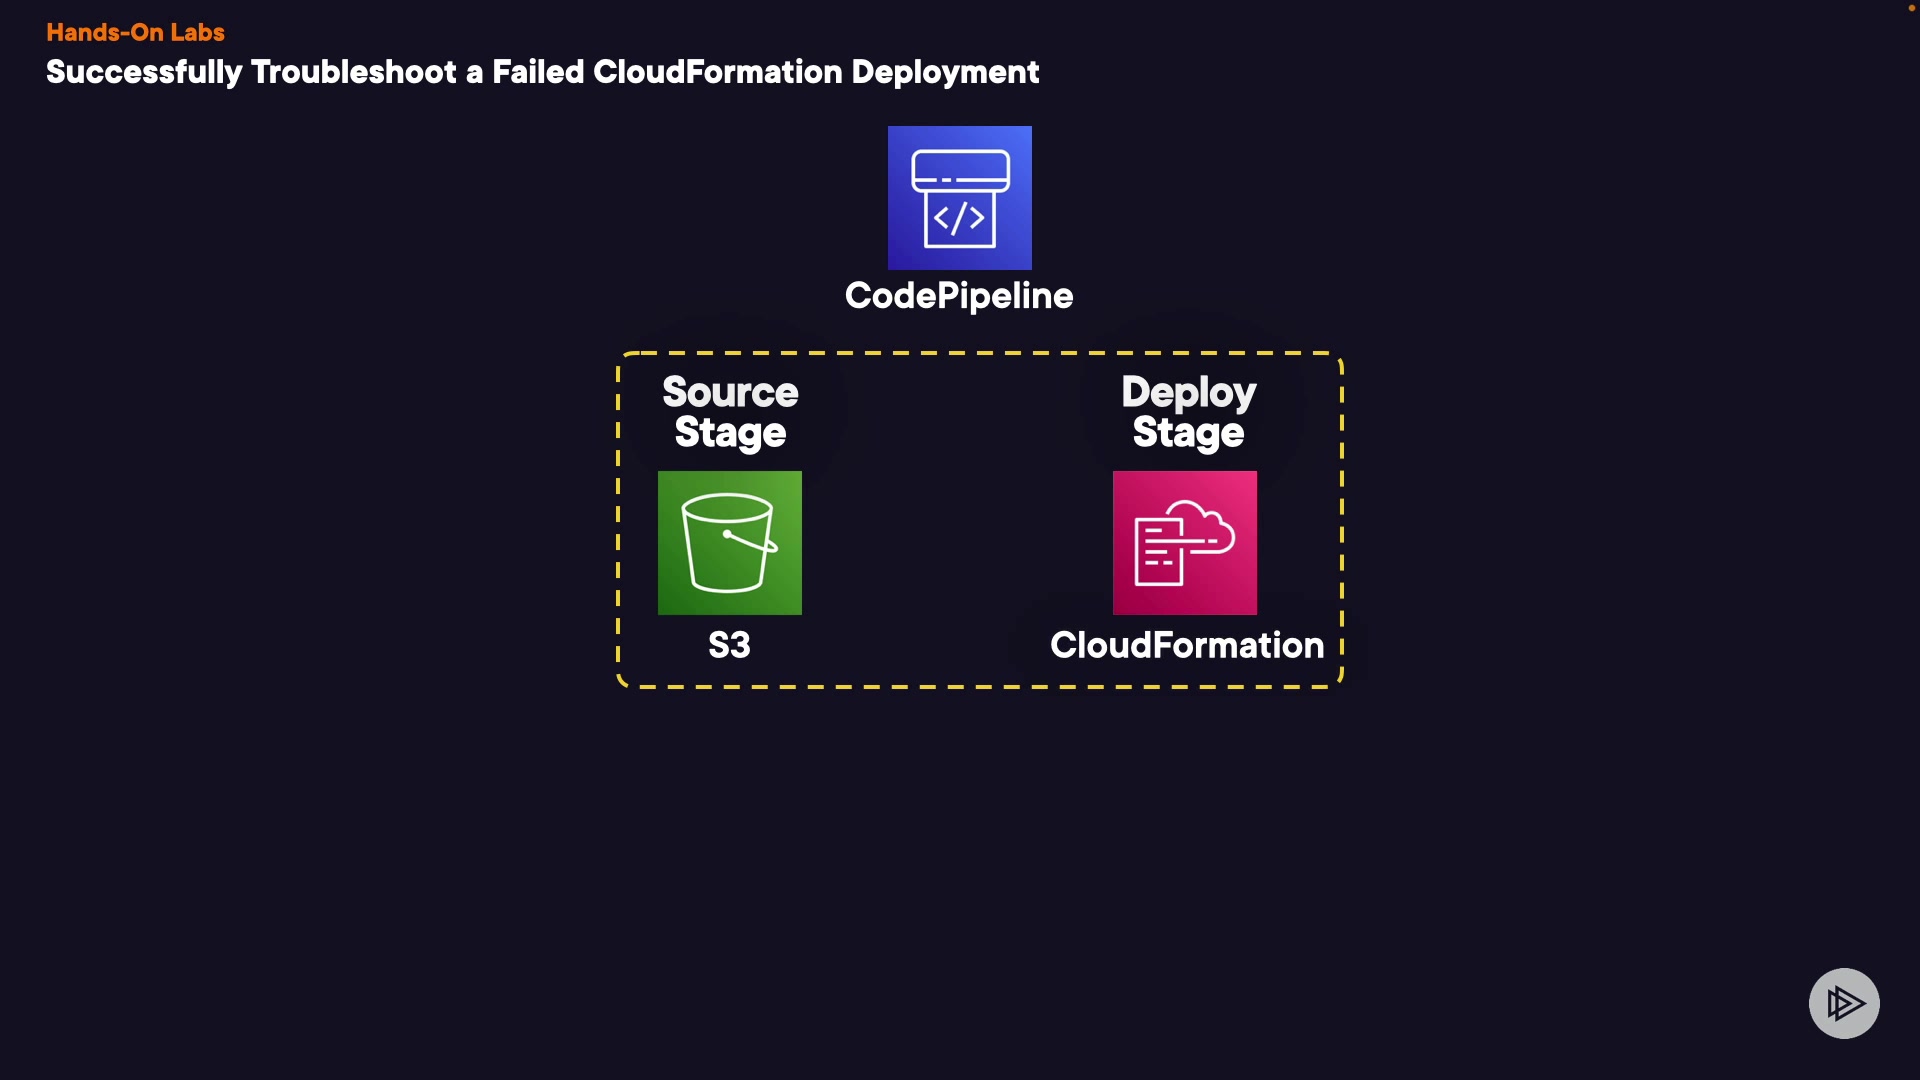 Hands-On Labs
Successfully Troubleshoot a Failed CloudFormation Deployment
</>
CodePipeline
Source
Stage
Deploy
Stage
S3
CloudFormation